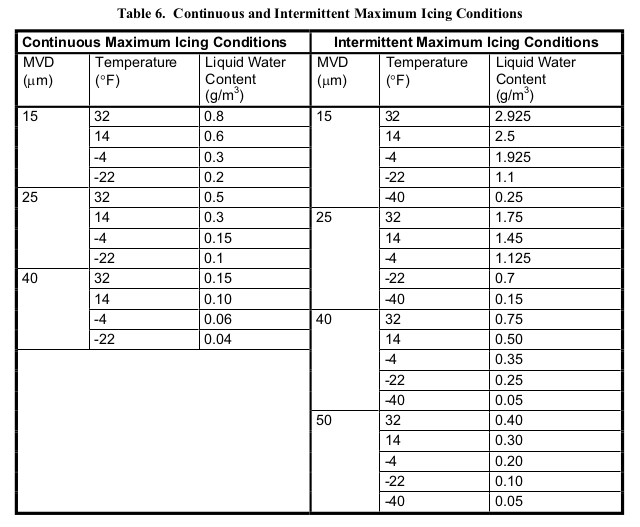 Table 6. Continuous and Intermittent Maximum Icing Conditions
Continuous Maximum Icing Conditions Intermittent Maximum Icing Conditions
MVD Temperature Liquid Water MVD Temperature Liquid Water
(μm) (°F) Content (μm) (°F) Content
(g/m³) (g/m³)
15 32 0.8 15 32 2.925
14 0.6 14 2.5
-4 0.3 -4 1.925
-22 0.2 -22 1.1
25 32 0.5 -40 0.25
14 0.3 25 32 1.75
-4 0.15 14 1.45
-22 0.1 -4 1.125
40 32 0.15 -22 0.7
14 0.10 -40 0.15
-4 0.06 40 32 0.75
-22 0.04 14 0.50
-4 0.35
-22 0.25
-40 0.05
50 32 0.40
14 0.30
-4 0.20
-22 0.10
-40 0.05